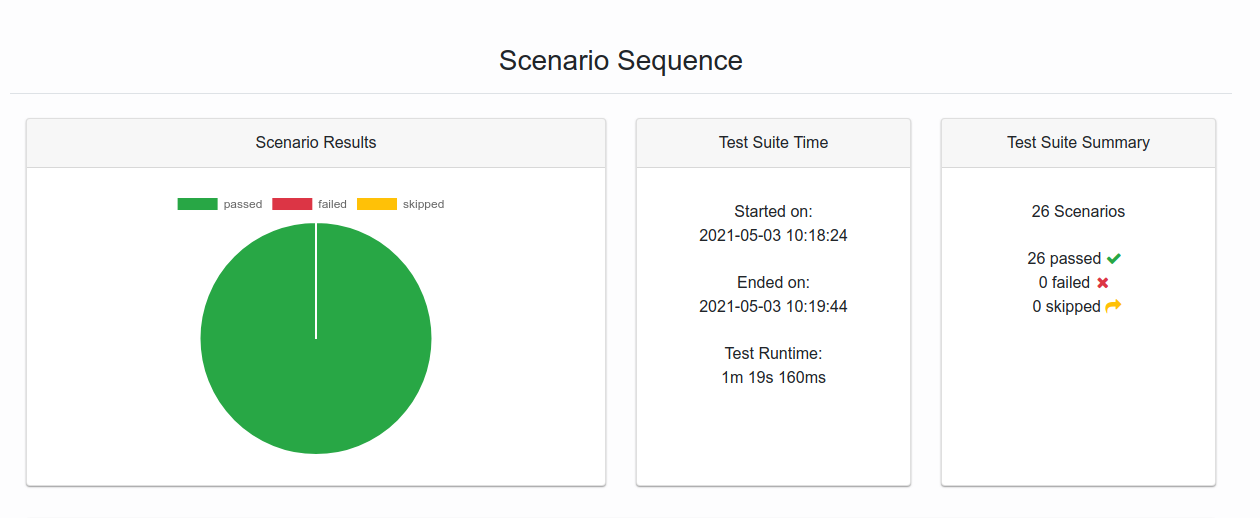 Scenario Sequence
Scenario Results
passed failed skipped
Test Suite Time
Started on:
2021-05-03 10:18:24
Ended on:
2021-05-03 10:19:44
Test Runtime:
1m 19s 160ms
Test Suite Summary
26 Scenarios
26 passed
0 failed
0 skipped